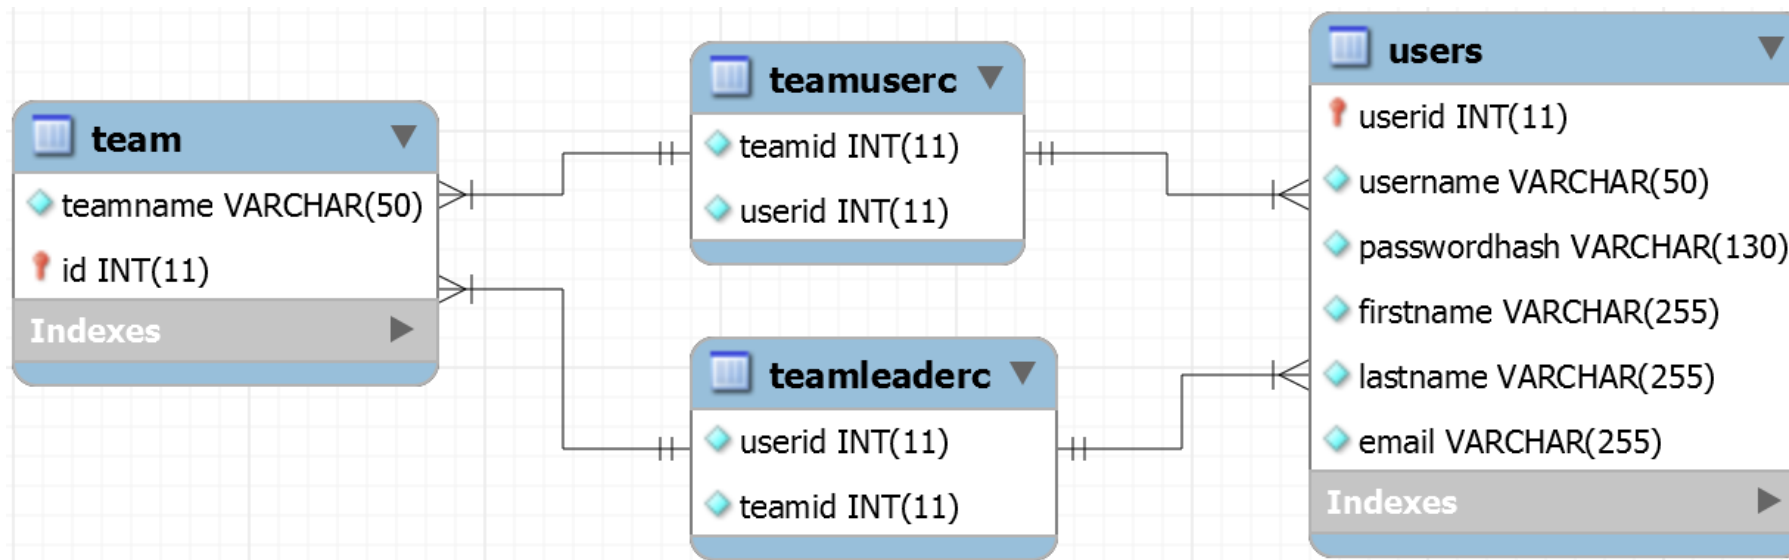 team
teamname VARCHAR(50)
id INT(11)
Indexes
teamuserc
teamid INT(11)
userid INT(11)
teamleaderc
userid INT(11)
teamid INT(11)
users
userid INT(11)
username VARCHAR(50)
passwordhash VARCHAR(130)
firstname VARCHAR(255)
lastname VARCHAR(255)
email VARCHAR(255)
Indexes